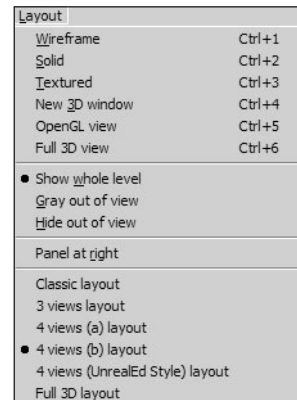 Layout
Wireframe Ctrl+1
Solid Ctrl+2
Textured Ctrl+3
New 3D window Ctrl+4
OpenGL view Ctrl+5
Full 3D view Ctrl+6
Show whole level
Gray out of view
Hide out of view
Panel at right
Classic layout
3 views layout
4 views (a) layout
4 views (b) layout
4 views (UnrealEd Style) layout
Full 3D layout